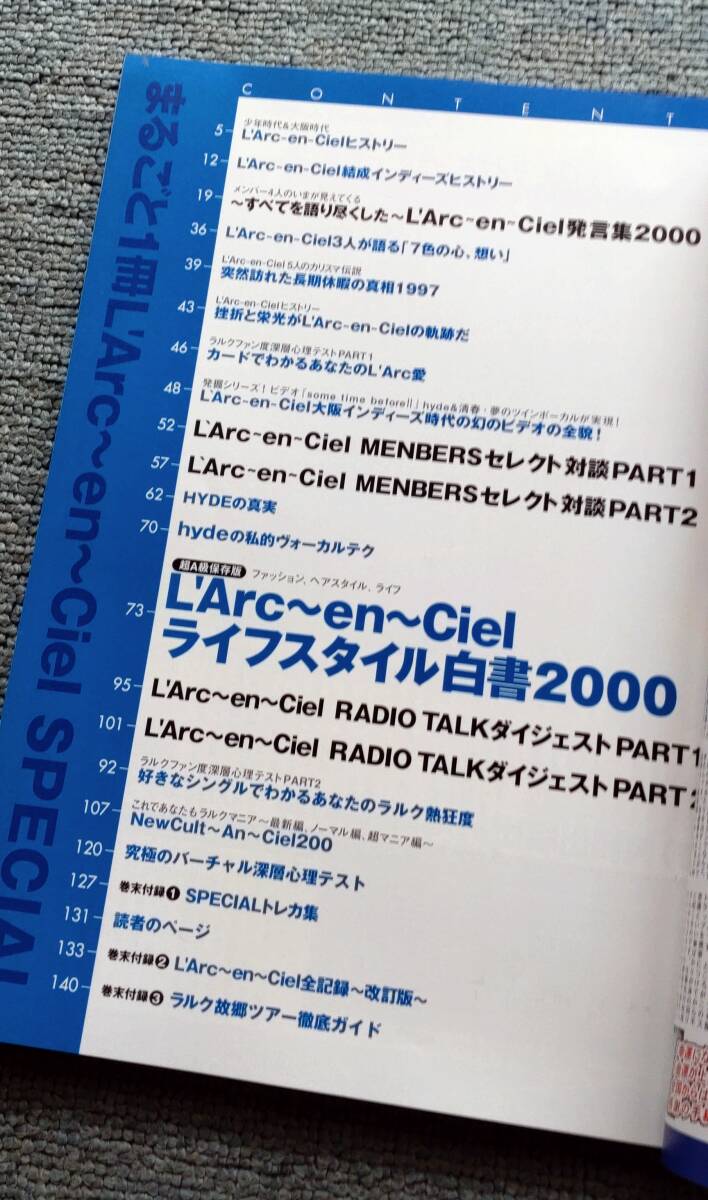 CONTENT
まるごと1冊L'Arc〜en〜Ciel SPECIAL
少年時代&大阪時代
5 L'Arc-en-Cielヒストリー
12 L'Arc-en-Ciel結成インディーズヒストリー
メンバー4人のいまが見えてくる
19 〜すべてを語り尽くした〜L'Arc〜en〜Ciel発言集2000
36 L'Arc-en-Ciel3人が語る「7色の心、想い」
L'Arc-en-Ciel 5人のカリスマ伝説
39 突然訪れた長期休暇の真相1997
L'Arc-en-Cielヒストリー
43 挫折と栄光がL'Arc-en-Cielの軌跡だ
ラルクファン度深層心理テストPART1
46 カードでわかるあなたのL'Arc愛
発掘シリーズ!ビデオ「some time beforeⅡ」hyde&清春・夢のツインボーカルが実現!
48 L'Arc-en-Ciel大阪インディーズ時代の幻のビデオの全貌!
52 L'Arc〜en〜Ciel MENBERSセレクト対談PART1
57 L'Arc〜en〜Ciel MENBERSセレクト対談PART2
62 HYDEの真実
70 hydeの私的ヴォーカルテク
超A級保存版 ファッション、ヘアスタイル、ライフ
73 L'Arc〜en〜Ciel
ライフスタイル白書2000
95 L'Arc〜en〜Ciel RADIO TALKダイジェストPART1
101 L'Arc〜en〜Ciel RADIO TALKダイジェストPART2
ラルクファン度深層心理テストPART2
92 好きなシングルでわかるあなたのラルク熱狂度
これであなたもラルクマニア〜最新編、ノーマル編、超マニア編〜
107 NewCult〜An〜Ciel200
120 究極のバーチャル深層心理テスト
127 巻末付録❶ SPECIALトレカ集
131 読者のページ
133 巻末付録❷ L'Arc〜en〜Ciel全記録〜改訂版〜
140 巻末付録❸ ラルク故郷ツアー徹底ガイド